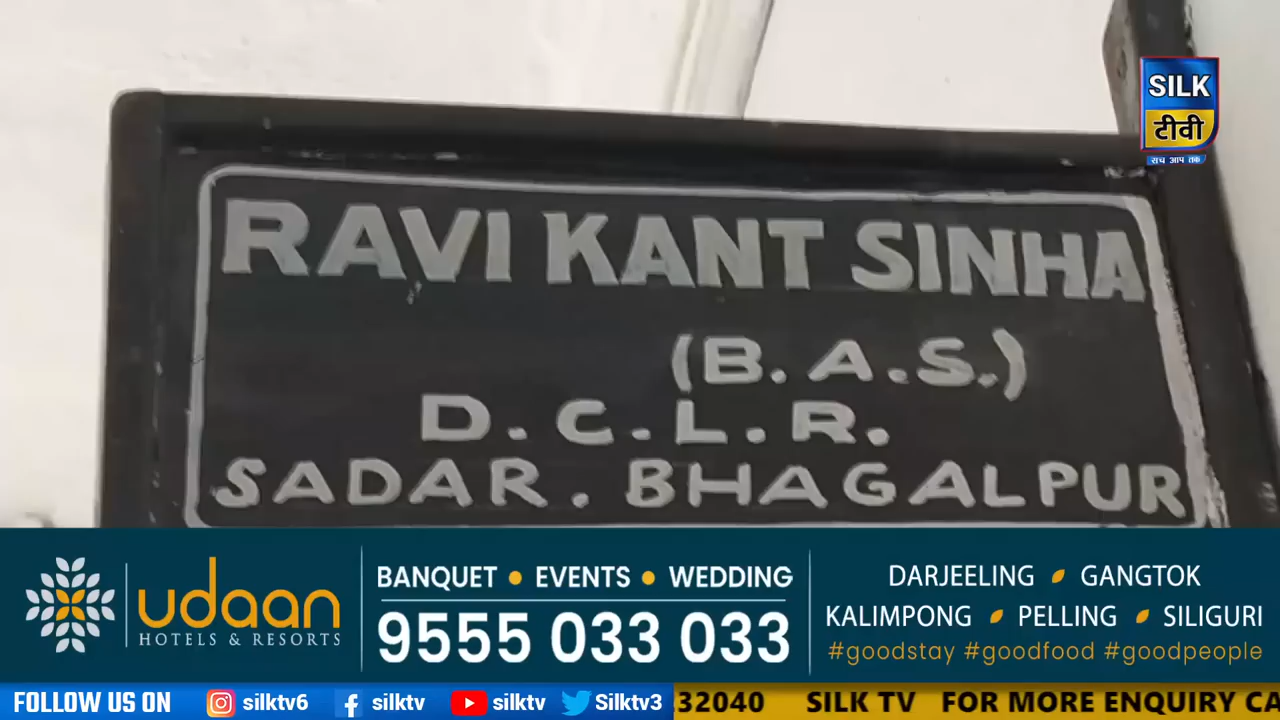 SILK
टीवी
सच आप तक
RAVI KANT SINHA
(B.A.S.)
D.C.L.R.
SADAR. BHAGALPUR
udaan
HOTELS & RESORTS
BANQUET • EVENTS • WEDDING
9555 033 033
DARJEELING GANGTOK
KALIMPONG PELLING SILIGURI
#goodstay #goodfood #goodpeople
FOLLOW US ON silktv6 silktv silktv Silktv3 32040 SILK TV FOR MORE ENQUIRY CA